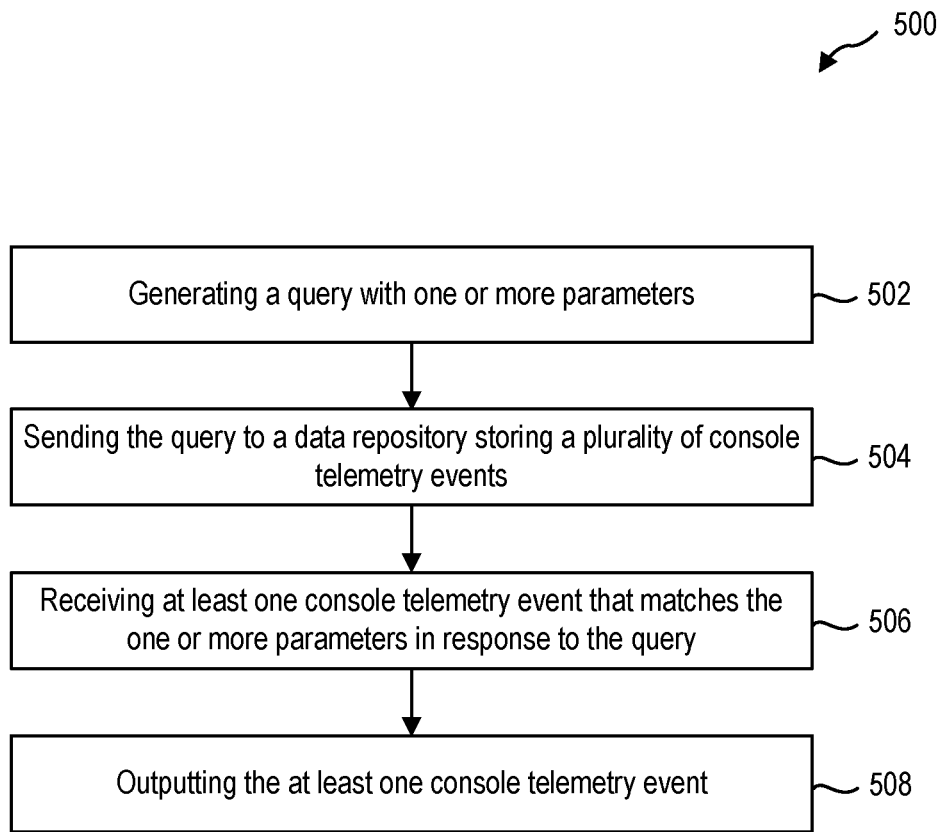 500
Generating a query with one or more parameters
502
Sending the query to a data repository storing a plurality of console
telemetry events
504
Receiving at least one console telemetry event that matches the
one or more parameters in response to the query
506
Outputting the at least one console telemetry event
508